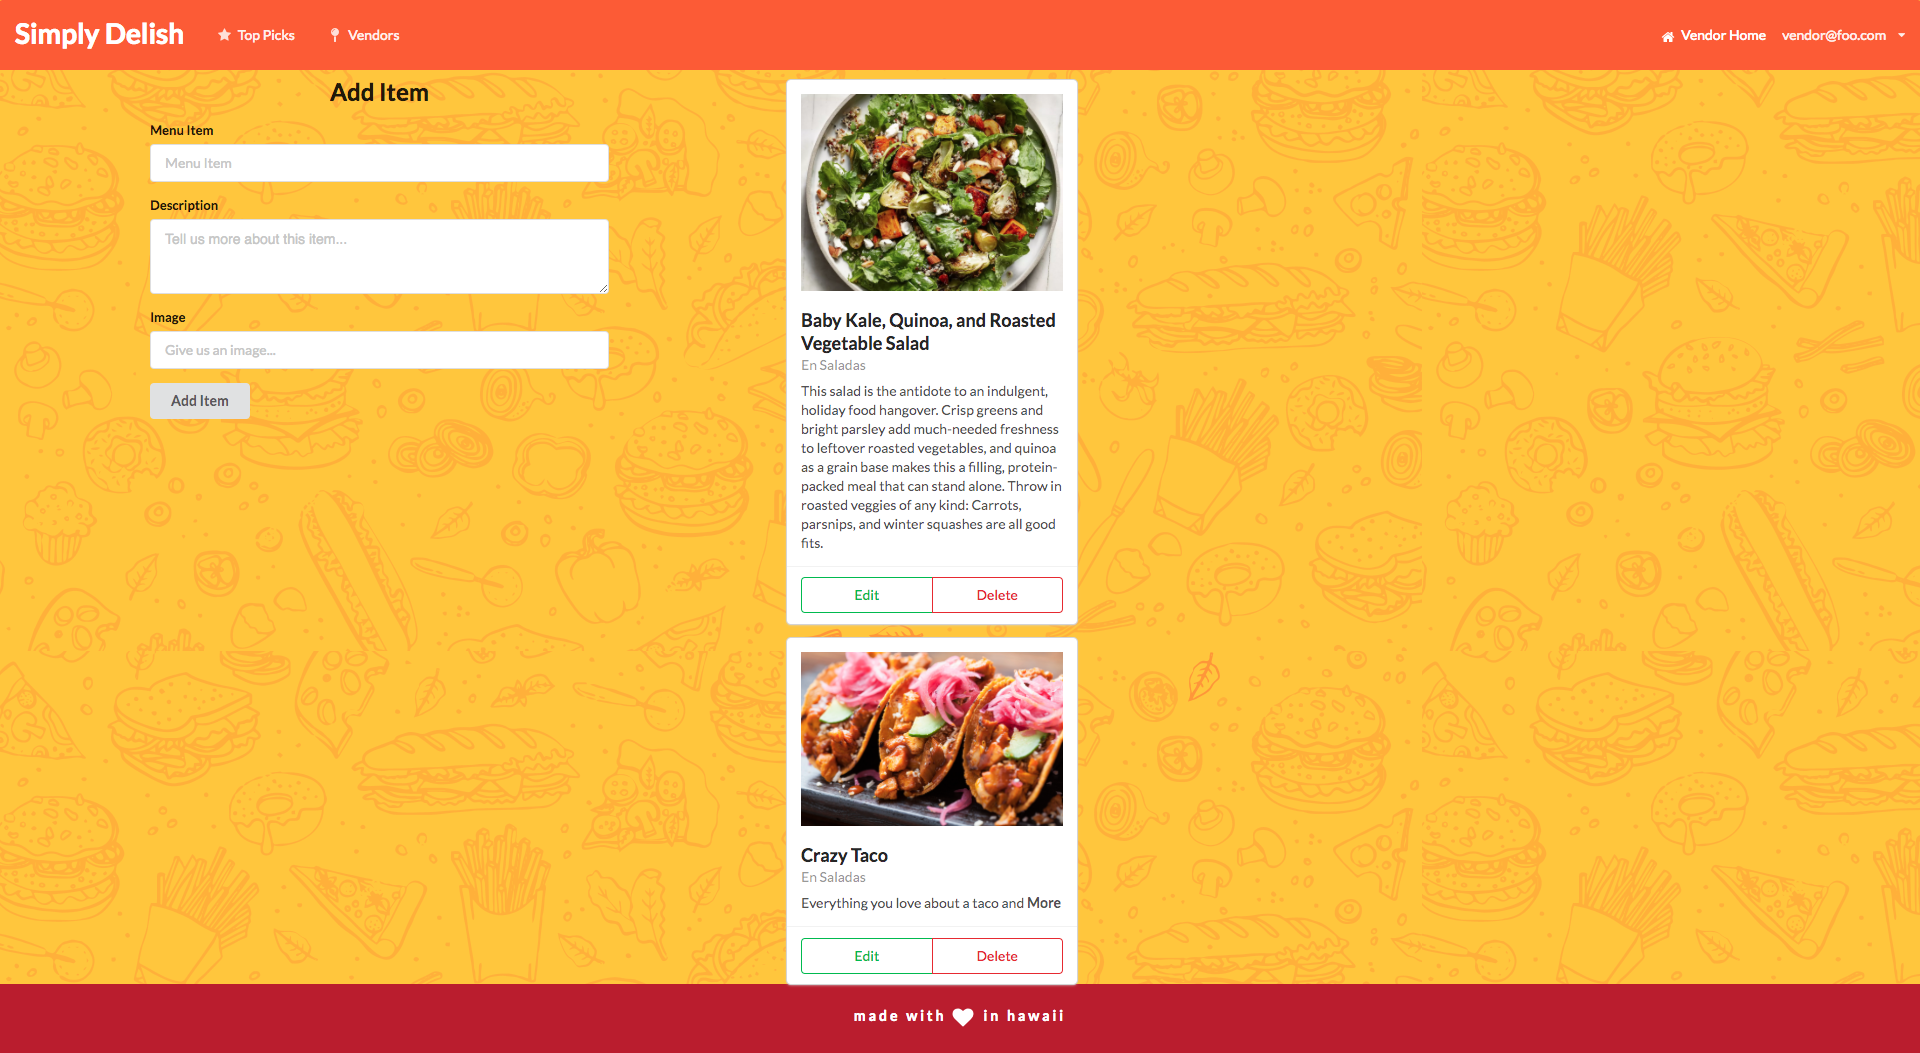 Simply Delish
Top Picks
Vendors
Vendor Home
vendor@foo.com
Add Item
Menu Item
Menu Item
Description
Tell us more about this item...
Image
Give us an image...
Add Item
Baby Kale, Quinoa, and Roasted
Vegetable Salad
En Saladas
This salad is the antidote to an indulgent,
holiday food hangover. Crisp greens and
bright parsley add much-needed freshness
to leftover roasted vegetables, and quinoa
as a grain base makes this a filling, protein-
packed meal that can stand alone. Throw in
roasted veggies of any kind: Carrots,
parsnips, and winter squashes are all good
fits.
Edit
Delete
Crazy Taco
En Saladas
Everything you love about a taco and More
Edit
Delete
made with in hawaii